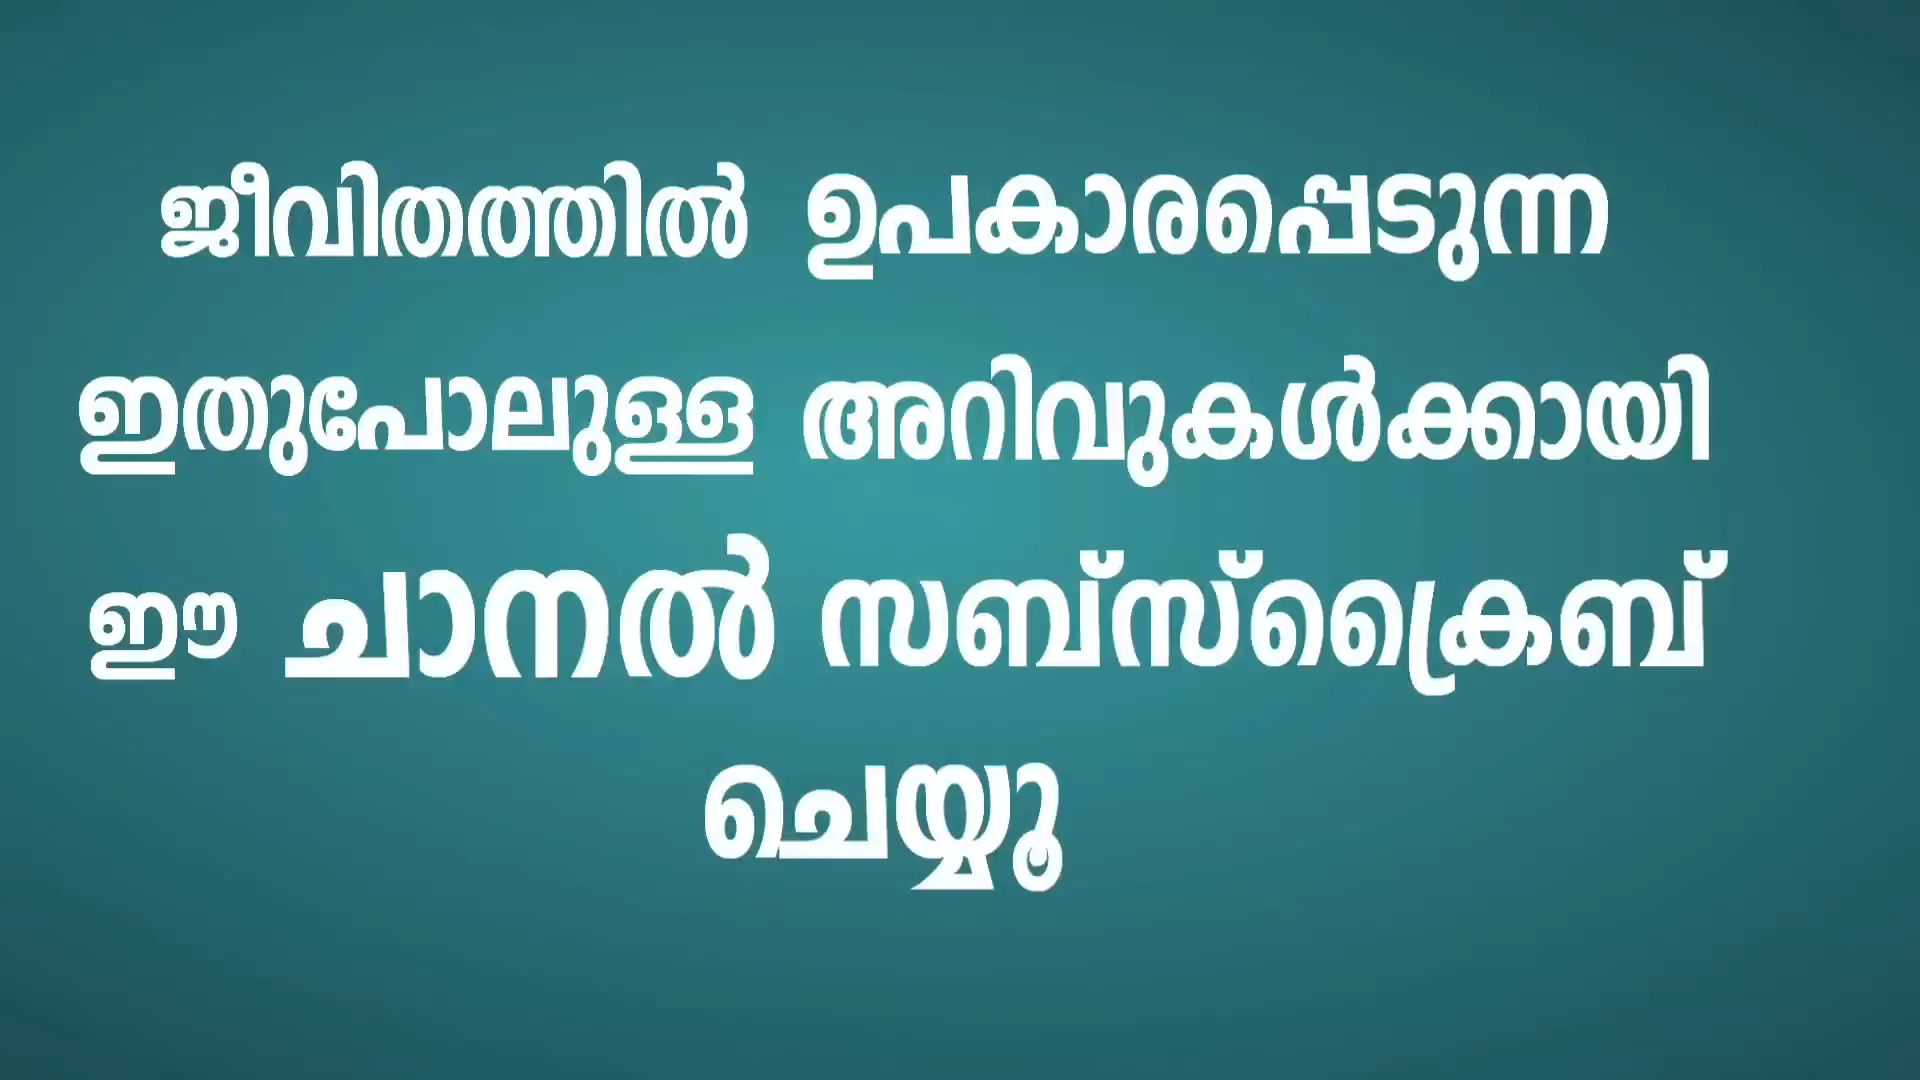 ജീവിതത്തിൽ ഉപകാരപ്പെടുന്ന
ഇതുപോലുള്ള അറിവുകൾക്കായി
ഈ ചാനൽ സബ്സ്ക്രൈബ്
ചെയ്യൂ